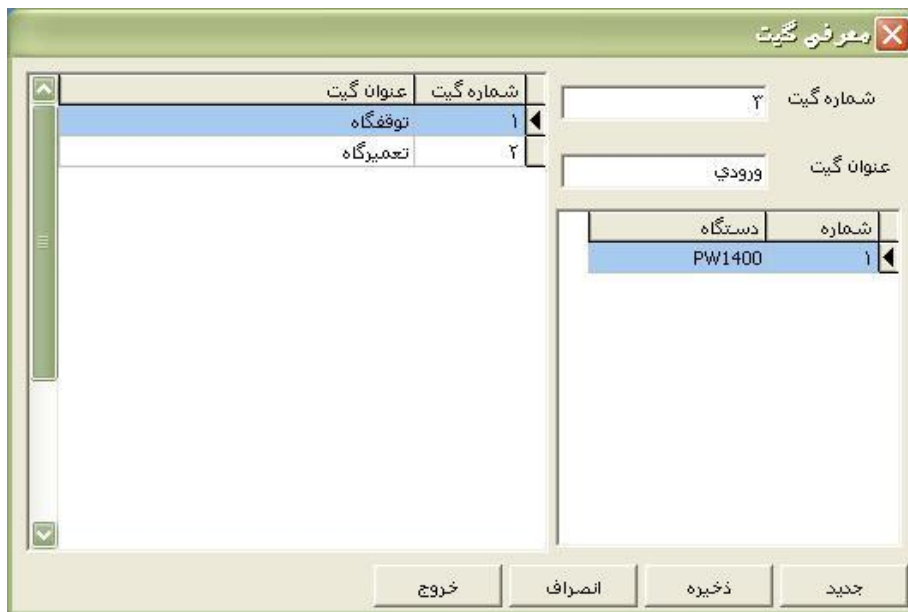 معرفي گيت
شماره گيت ۳
عنوان گيت ورودي
شماره دستگاه
۱ PW1400
شماره گيت عنوان گيت
۱ توقفگاه
۲ تعميرگاه
جديد ذخيره انصراف خروج